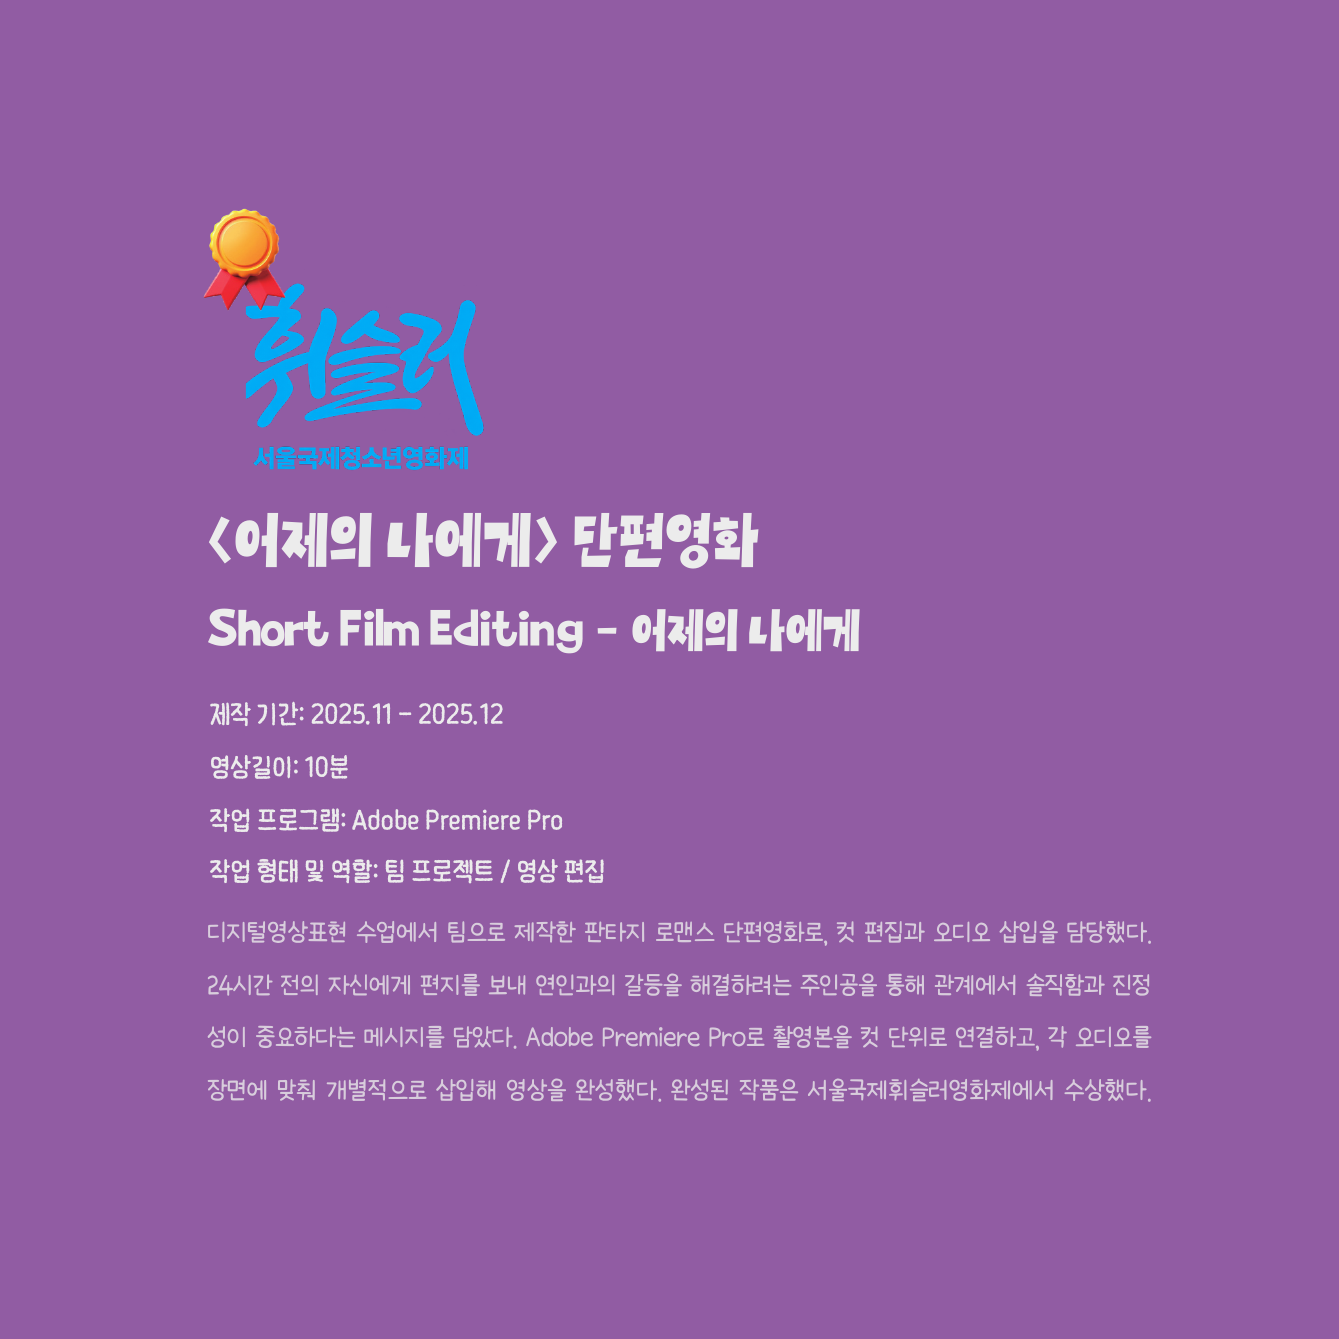 휘슬러
서울국제청소년영화제
<어제의 나에게> 단편영화
Short Film Editing - 어제의 나에게
제작 기간: 2025.11 - 2025.12
영상길이: 10분
작업 프로그램: Adobe Premiere Pro
작업 형태 및 역할: 팀 프로젝트 / 영상 편집
디지털영상표현 수업에서 팀으로 제작한 판타지 로맨스 단편영화로, 컷 편집과 오디오 삽입을 담당했다.
24시간 전의 자신에게 편지를 보내 연인과의 갈등을 해결하려는 주인공을 통해 관계에서 솔직함과 진정
성이 중요하다는 메시지를 담았다. Adobe Premiere Pro로 촬영본을 컷 단위로 연결하고, 각 오디오를
장면에 맞춰 개별적으로 삽입해 영상을 완성했다. 완성된 작품은 서울국제휘슬러영화제에서 수상했다.